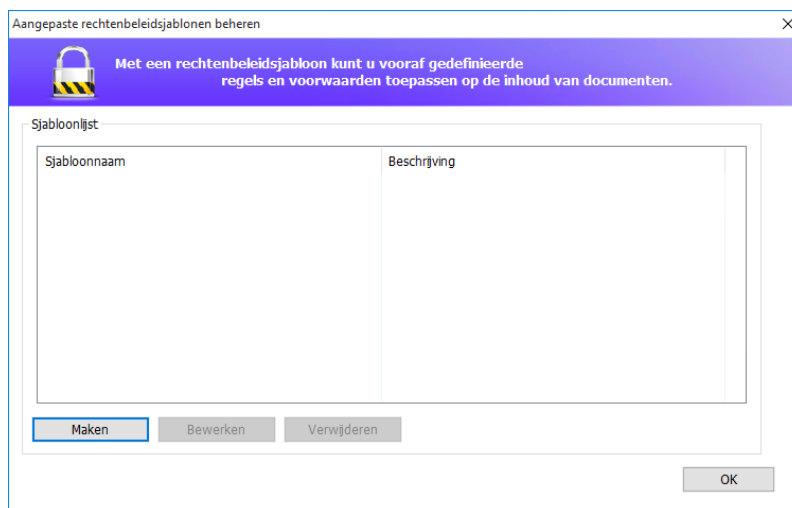 Aangepaste rechtenbeleidsjablonen beheren
Met een rechtenbeleidsjabloon kunt u vooraf gedefinieerde
regels en voorwaarden toepassen op de inhoud van documenten.
Sjabloonlijst
Sjabloonnaam Beschrijving
Maken Bewerken Verwijderen
OK